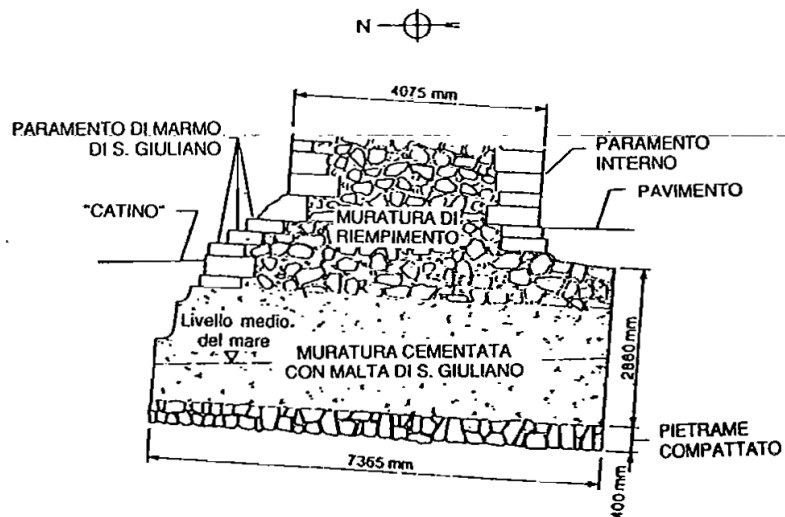 N
4075 mm
PARAMENTO DI MARMO
DI S. GIULIANO
PARAMENTO
INTERNO
PAVIMENTO
"CATINO"
MURATURA DI
RIEMPIMENTO
Livello medio
del mare
MURATURA CEMENTATA
CON MALTA DI S. GIULIANO
2860 mm
PIETRAME
COMPATTATO
7365 mm
400 mm